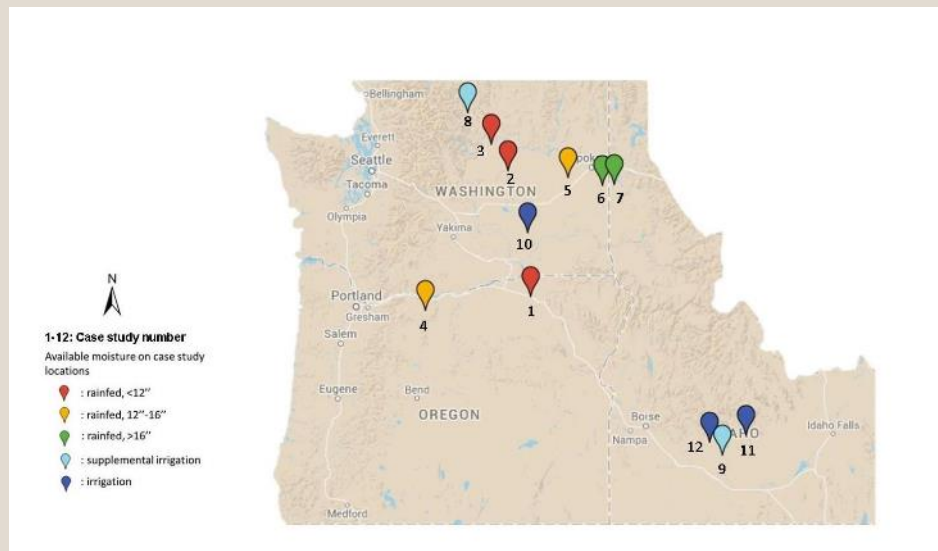 Bellingham
8
Everett
3
Seattle
2
Spok
5
Tacoma
WASHINGTON
6 7
Olympia
Yakima
10
N
Portland
Gresham
4
1
1-12: Case study number
Salem
Available moisture on case study
locations
: rainfed, <12’’
Eugene
Bend
: rainfed, 12’’-16’’
OREGON
Boise
: rainfed, >16’’
Nampa
12
AHO
11
Idaho Falls
: supplemental irrigation
9
: irrigation
Medford